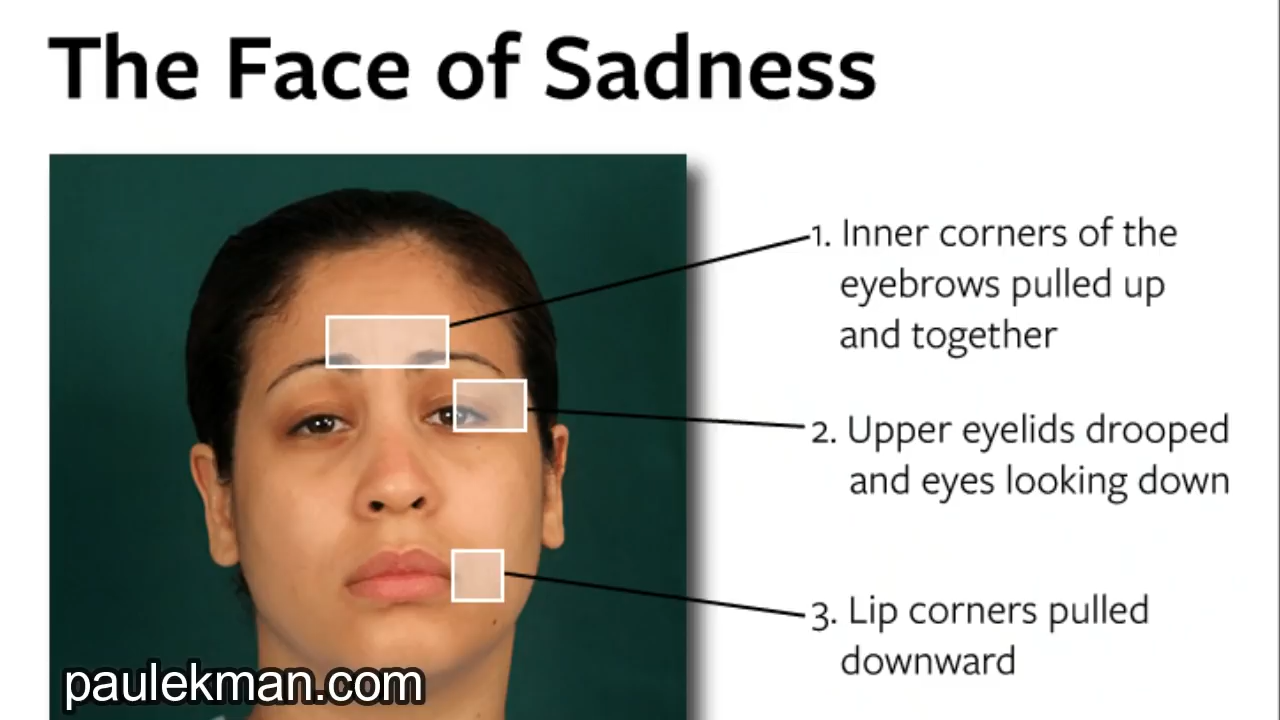 The Face of Sadness
1. Inner corners of the
eyebrows pulled up
and together
2. Upper eyelids drooped
and eyes looking down
3. Lip corners pulled
downward
paulekman.com